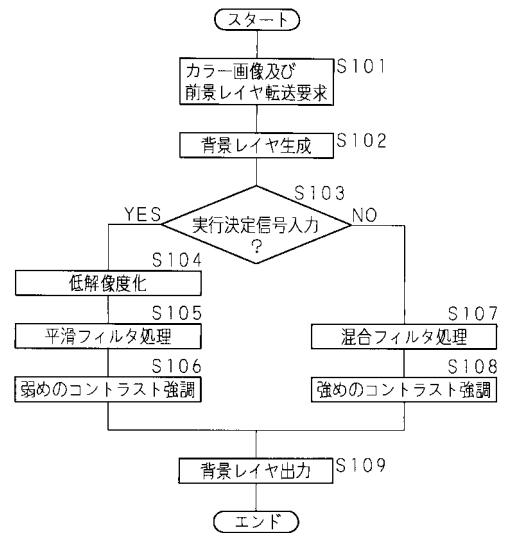 スタート
カラー画像及び
前景レイヤ転送要求
S101
背景レイヤ生成
S102
S103
YES
実行決定信号入力
?
NO
S104
低解像度化
S105
平滑フィルタ処理
S106
弱めのコントラスト強調
S107
混合フィルタ処理
S108
強めのコントラスト強調
背景レイヤ出力
S109
エンド